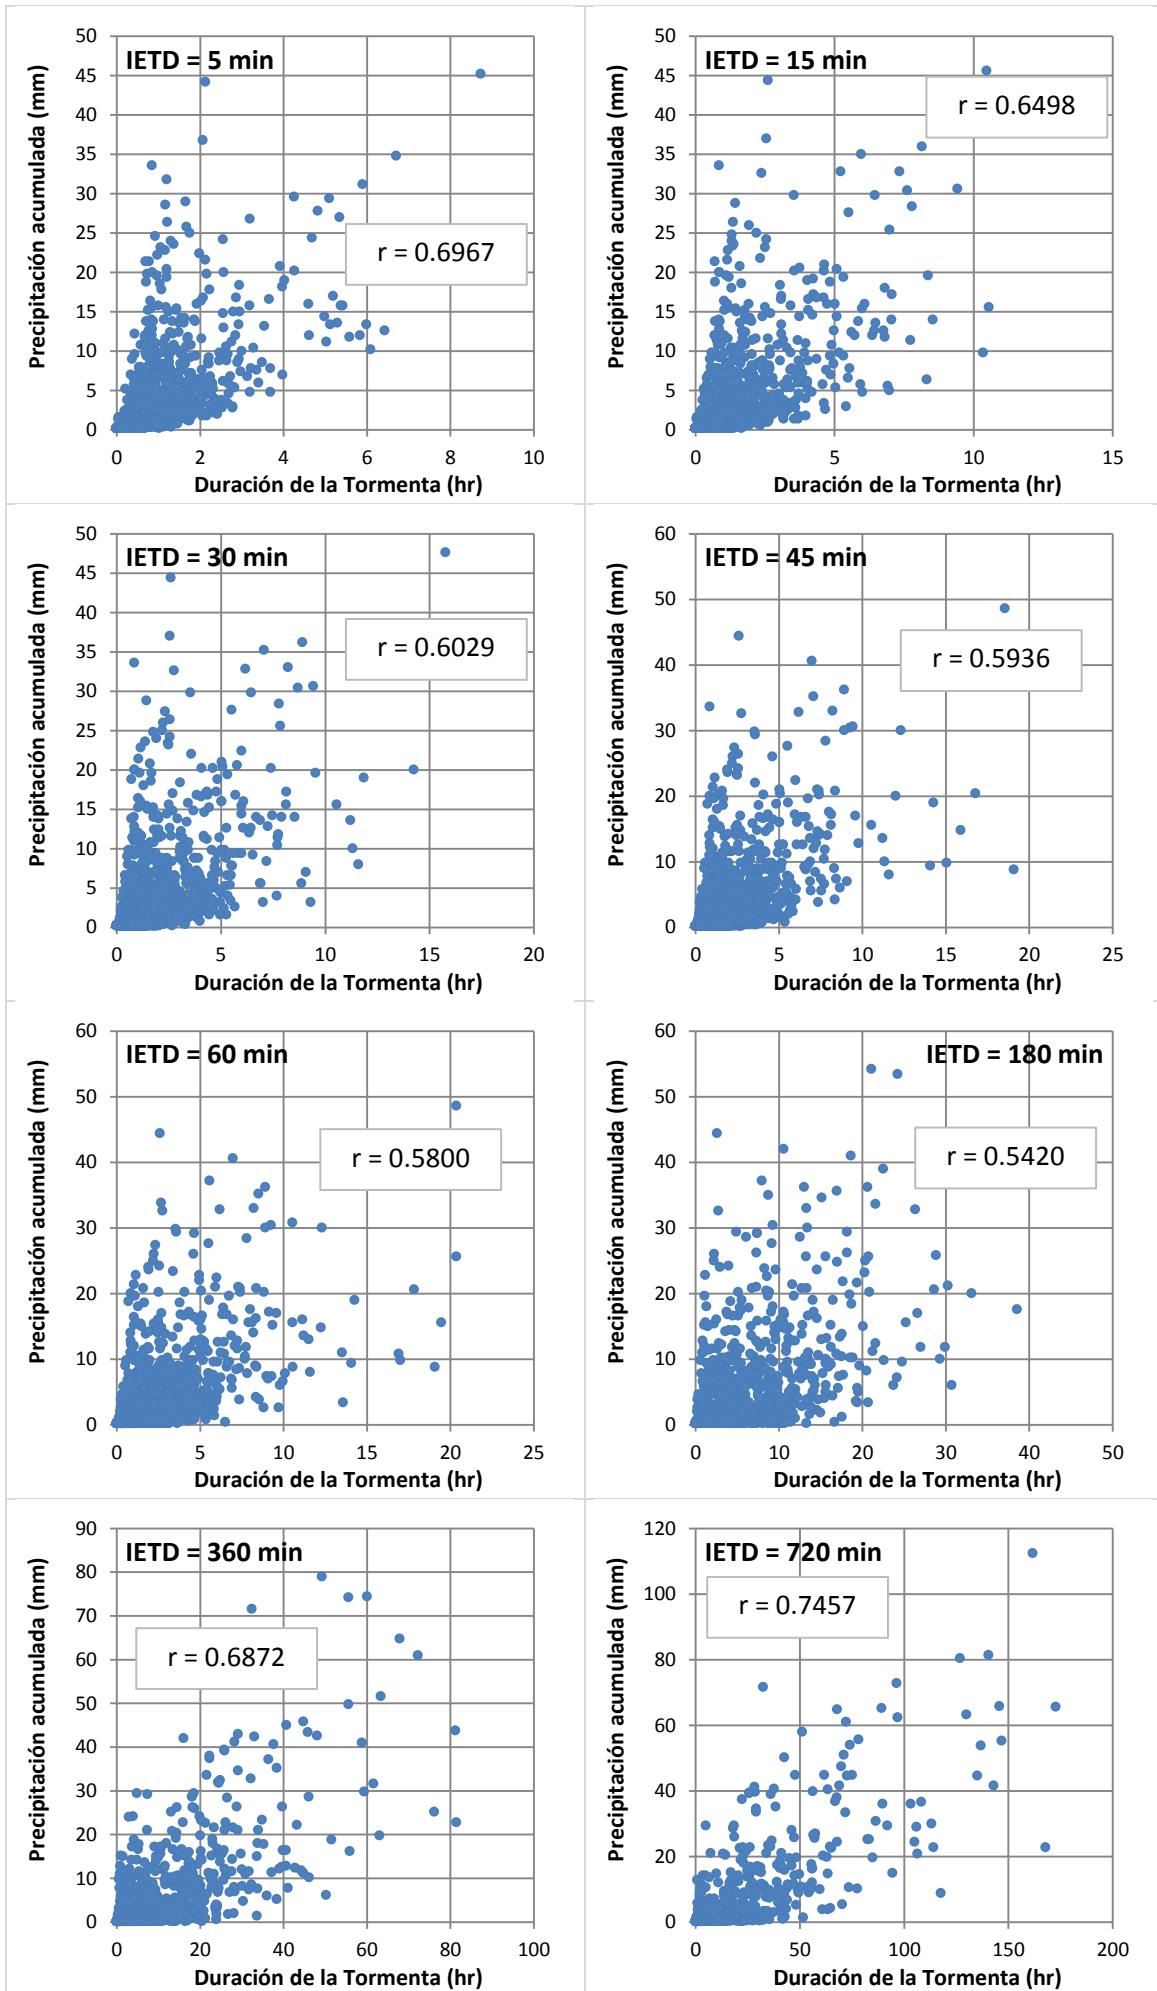 IETD = 5 min
r = 0.6967
Precipitación acumulada (mm)
50
45
40
35
30
25
20
15
10
5
0
0 2 4 6 8 10
Duración de la Tormenta (hr)
IETD = 15 min
r = 0.6498
Precipitación acumulada (mm)
50
45
40
35
30
25
20
15
10
5
0
0 5 10 15
Duración de la Tormenta (hr)
IETD = 30 min
r = 0.6029
Precipitación acumulada (mm)
50
45
40
35
30
25
20
15
10
5
0
0 5 10 15 20
Duración de la Tormenta (hr)
IETD = 45 min
r = 0.5936
Precipitación acumulada (mm)
60
50
40
30
20
10
0
0 5 10 15 20 25
Duración de la Tormenta (hr)
IETD = 60 min
r = 0.5800
Precipitación acumulada (mm)
60
50
40
30
20
10
0
0 5 10 15 20 25
Duración de la Tormenta (hr)
IETD = 180 min
r = 0.5420
Precipitación acumulada (mm)
60
50
40
30
20
10
0
0 10 20 30 40 50
Duración de la Tormenta (hr)
IETD = 360 min
r = 0.6872
Precipitación acumulada (mm)
90
80
70
60
50
40
30
20
10
0
0 20 40 60 80 100
Duración de la Tormenta (hr)
IETD = 720 min
r = 0.7457
Precipitación acumulada (mm)
120
100
80
60
40
20
0
0 50 100 150 200
Duración de la Tormenta (hr)